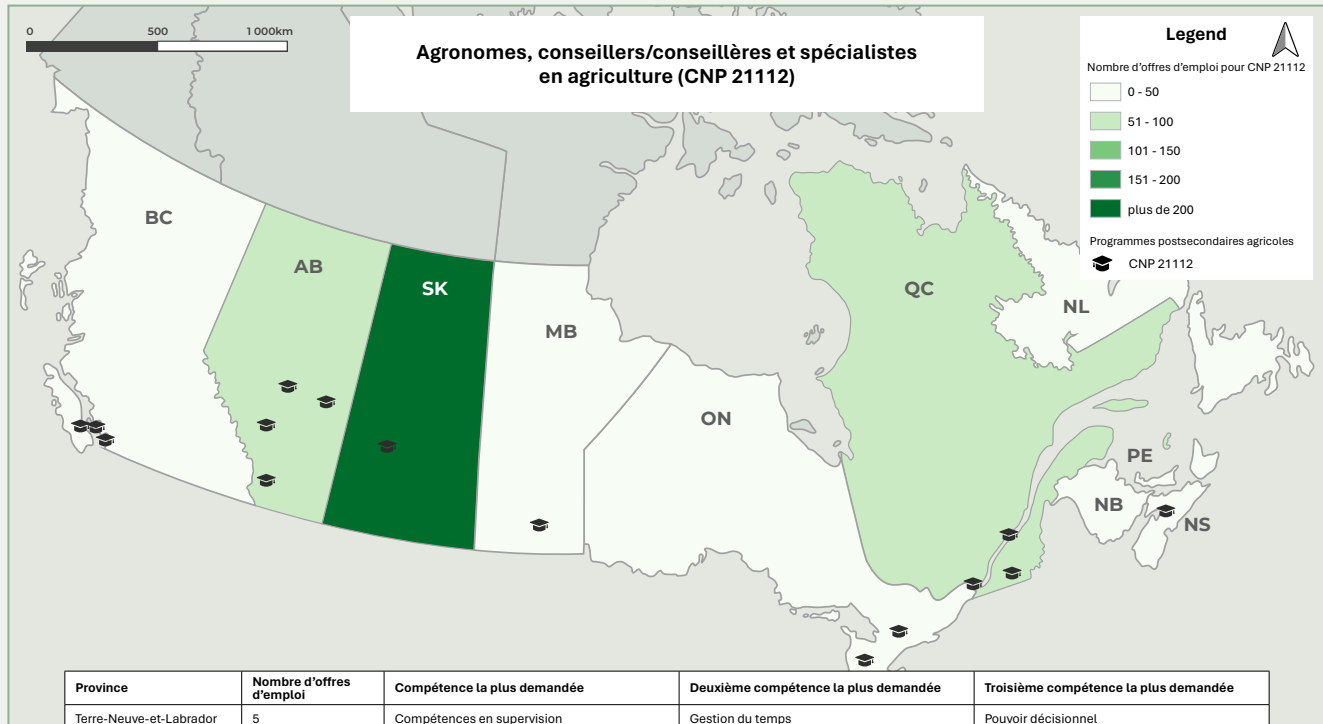 0 500 1 000km
Agronomes, conseillers/conseillères et spécialistes
en agriculture (CNP 21112)
Legend
Nombre d'offres d'emploi pour CNP 21112
0 - 50
51 - 100
101 - 150
151 - 200
plus de 200
Programmes postsecondaires agricoles
CNP 21112
BC
AB
SK
MB
ON
QC
NL
PE
NB
NS
Province Nombre d'offres d'emploi Compétence la plus demandée Deuxième compétence la plus demandée Troisième compétence la plus demandée
Terre-Neuve-et-Labrador 5 Compétences en supervision Gestion du temps Pouvoir décisionnel